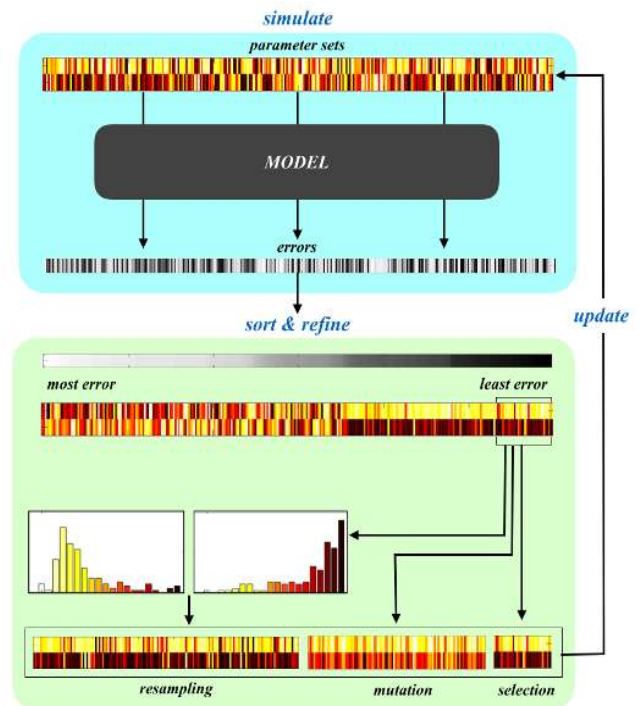 simulate
parameter sets
MODEL
errors
sort & refine
update
most error
least error
resampling
mutation
selection